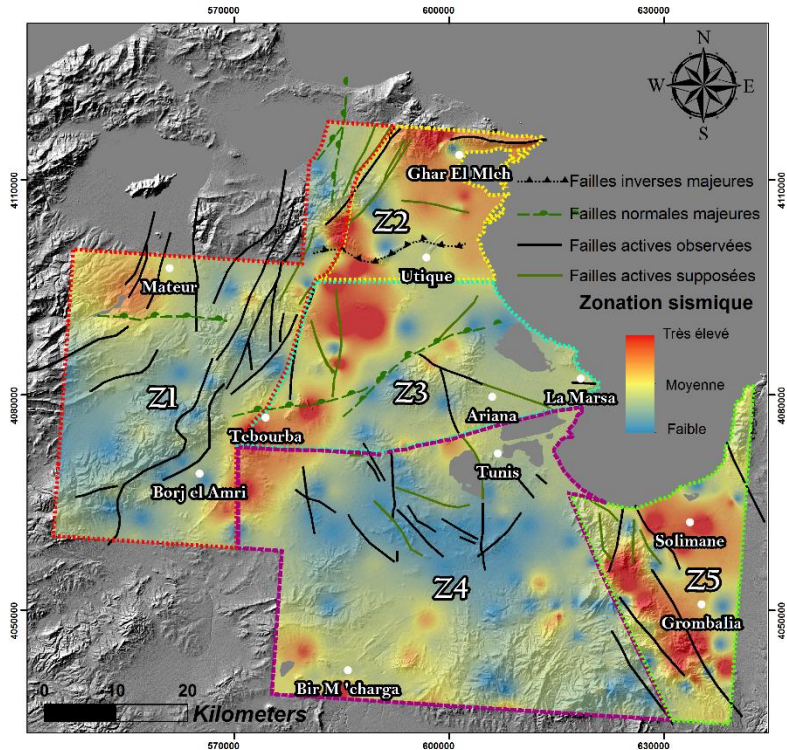 570000
600000
630000
N
W
E
S
4110000
4110000
Ghar El Mlch
Failles inverses majeures
Failles normales majeures
Z2
Failles actives observées
Utique
Failles actives supposées
Mateur
Zonation sismique
Très élevé
Moyenne
Faible
4080000
4080000
Z1
Z3
La Marsa
Ariana
Tebourba
Tunis
Borj el Amri
Solimane
Z5
Z4
4050000
4050000
Grombalia
Bir M 'charga
0
10
20
Kilometers
570000
600000
630000